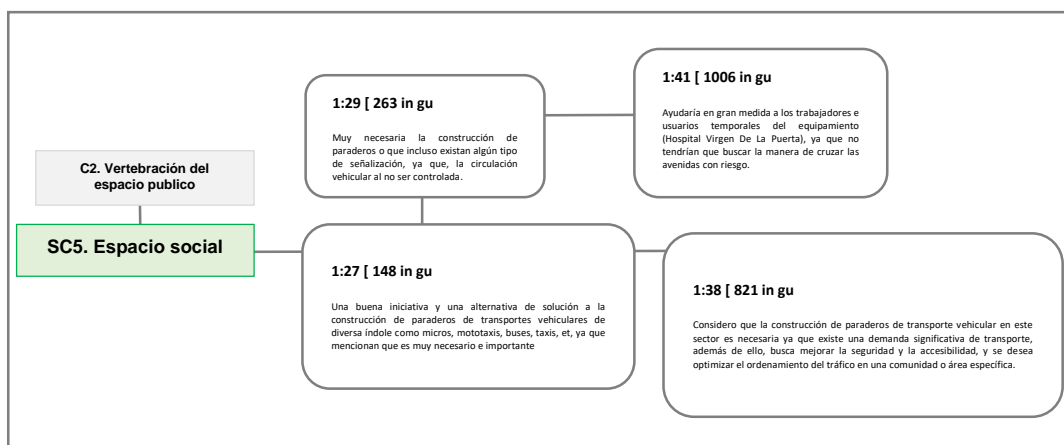 C2. Vertebración del
espacio publico
SC5. Espacio social
1:29 [ 263 in gu
Muy necesaria la construcción de
paraderos o que incluso existan algún tipo
de señalización, ya que, la circulación
vehicular al no ser controlada.
1:41 [ 1006 in gu
Ayudaría en gran medida a los trabajadores e
usuarios temporales del equipamiento
(Hospital Virgen De La Puerta), ya que no
tendrían que buscar la manera de cruzar las
avenidas con riesgo.
1:27 [ 148 in gu
Una buena iniciativa y una alternativa de solución a la
construcción de paraderos de transportes vehiculares de
diversa índole como micros, mototaxis, buses, taxis, et, ya que
mencionan que es muy necesario e importante
1:38 [ 821 in gu
Considero que la construcción de paraderos de transporte vehicular en este
sector es necesaria ya que existe una demanda significativa de transporte,
además de ello, busca mejorar la seguridad y la accesibilidad, y se desea
optimizar el ordenamiento del tráfico en una comunidad o área específica.